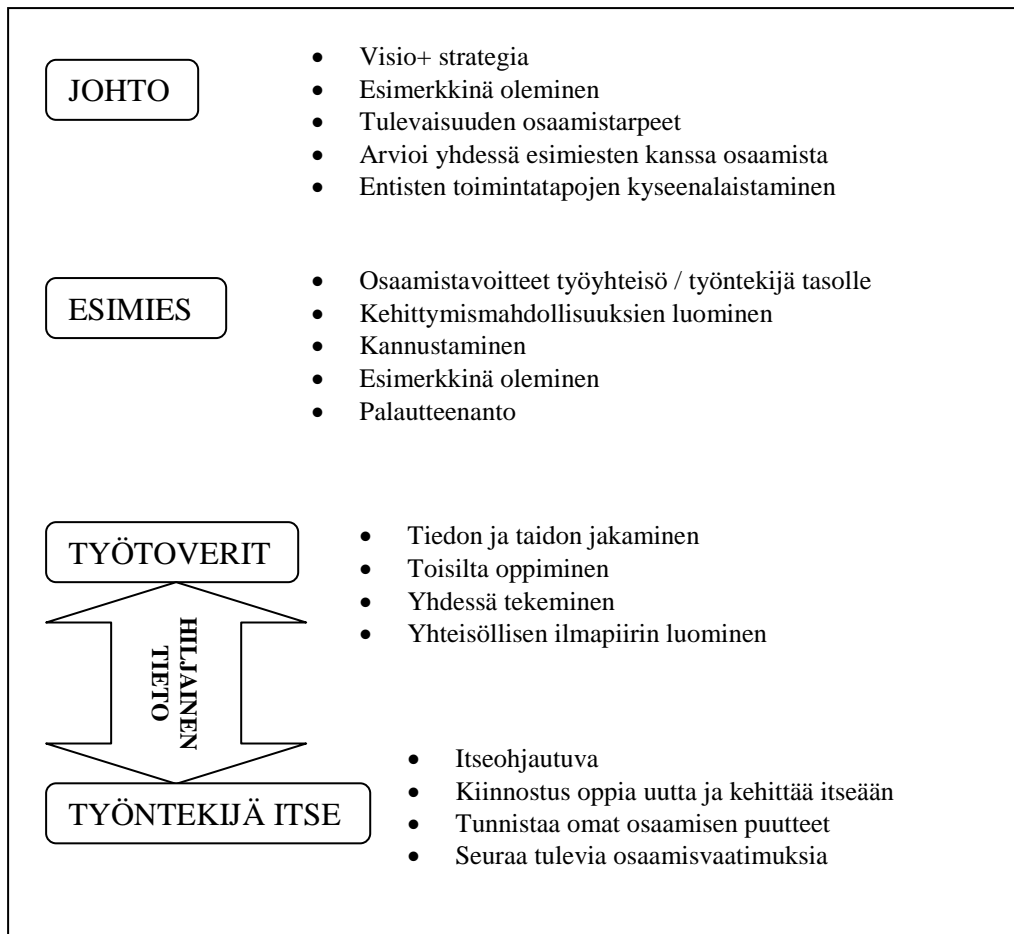 JOHTO
• Visio+ strategia
• Esimerkkinä oleminen
• Tulevaisuuden osaamistarpeet
• Arvioi yhdessä esimiesten kanssa osaamista
• Entisten toimintatapojen kyseenalaistaminen
ESIMIES
• Osaamistavoitteet työyhteisö / työntekijä tasolle
• Kehittymismahdollisuuksien luominen
• Kannustaminen
• Esimerkkinä oleminen
• Palautteenanto
TYÖTOVERIT
• Tiedon ja taidon jakaminen
• Toisilta oppiminen
• Yhdessä tekeminen
• Yhteisöllisen ilmapiirin luominen
HILJAINEN
TIETO
TYÖNTEKIJÄ ITSE
• Itseohjautuva
• Kiinnostus oppia uutta ja kehittää itseään
• Tunnistaa omat osaamisen puutteet
• Seuraa tulevia osaamisvaatimuksia